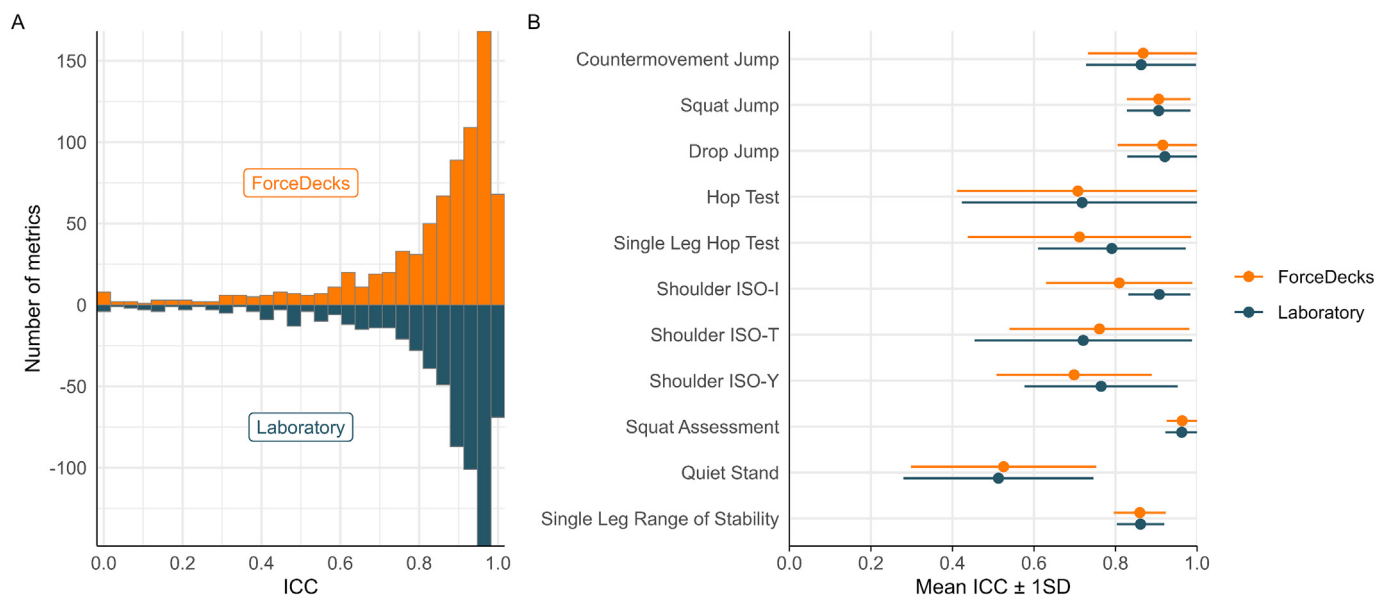 A
Number of metrics
150
100
50
0
-50
-100
ForceDecks
Laboratory
0.0 0.2 0.4 0.6 0.8 1.0
ICC
B
Countermovement Jump
Squat Jump
Drop Jump
Hop Test
Single Leg Hop Test
Shoulder ISO-I
Shoulder ISO-T
Shoulder ISO-Y
Squat Assessment
Quiet Stand
Single Leg Range of Stability
0.0 0.2 0.4 0.6 0.8 1.0
Mean ICC ± 1SD
ForceDecks
Laboratory